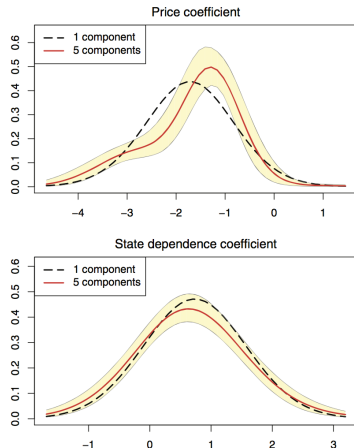 Price coefficient
1 component
5 components
0.6
0.5
0.4
0.3
0.2
0.1
0.0
−4 −3 −2 −1 0 1
State dependence coefficient
1 component
5 components
0.6
0.5
0.4
0.3
0.2
0.1
0.0
−1 0 1 2 3